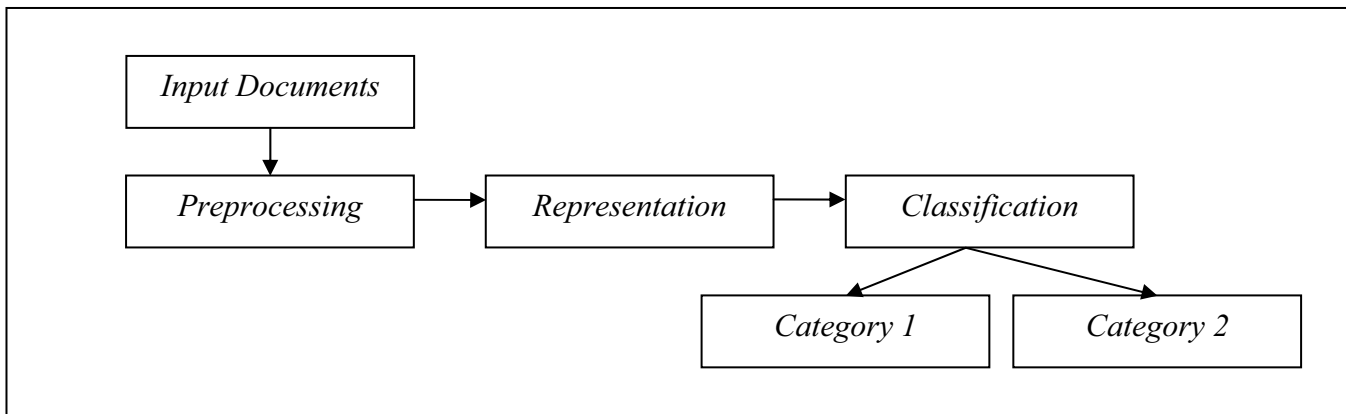 Input Documents
Preprocessing
Representation
Classification
Category 1
Category 2